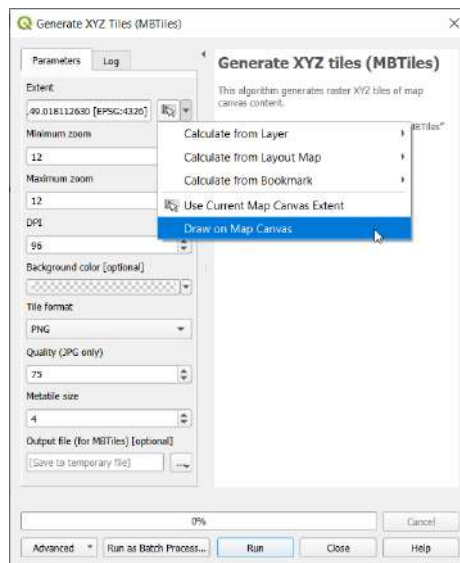 Generate XYZ Tiles (MBTiles)
Parameters
Log
Generate XYZ tiles (MBTiles)
This algorithm generates raster XYZ tiles of map
canvas content.
Extent
,49.018112630 [EPSG:4326]
Calculate from Layer
Calculate from Layout Map
Calculate from Bookmark
Use Current Map Canvas Extent
Draw on Map Canvas
Minimum zoom
12
Maximum zoom
12
DPI
96
Background color [optional]
Tile format
PNG
Quality (JPG only)
75
Metatile size
4
Output file (for MBTiles) [optional]
[Save to temporary file]
...
0%
Cancel
Advanced
Run as Batch Process...
Run
Close
Help